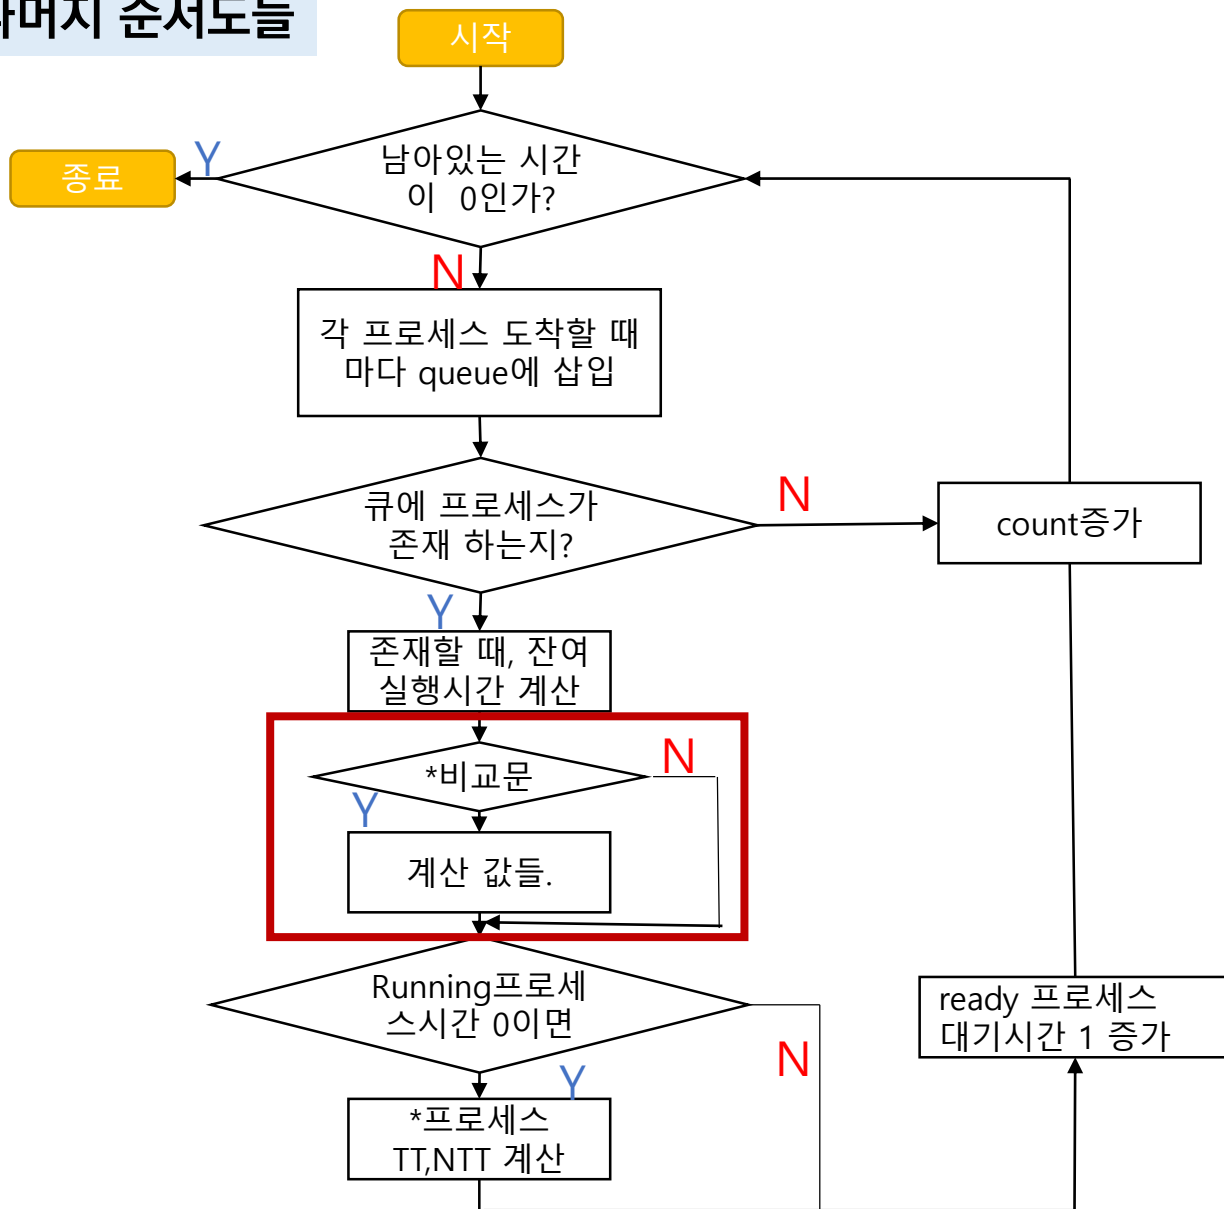 나머지 순서도들
시작
종료
Y
남아있는 시간
이 0인가?
N
각 프로세스 도착할 때
마다 queue에 삽입
큐에 프로세스가
존재 하는지?
N
count증가
Y
존재할 때, 잔여
실행시간 계산
*비교문
N
Y
계산 값들.
Running프로세
스시간 0이면
N
ready 프로세스
대기시간 1 증가
Y
*프로세스
TT,NTT 계산